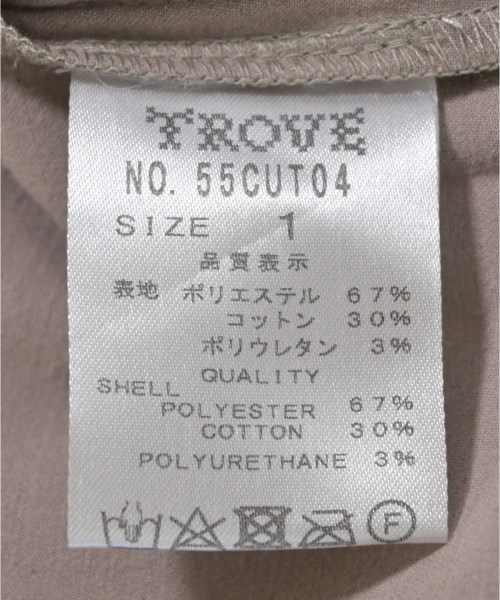 TROVE
NO. 55CUT04
SIZE 1
品質表示
表地 ポリエステル 67%
コットン 30%
ポリウレタン 3%
QUALITY
SHELL
POLYESTER 67%
COTTON 30%
POLYURETHANE 3%
F